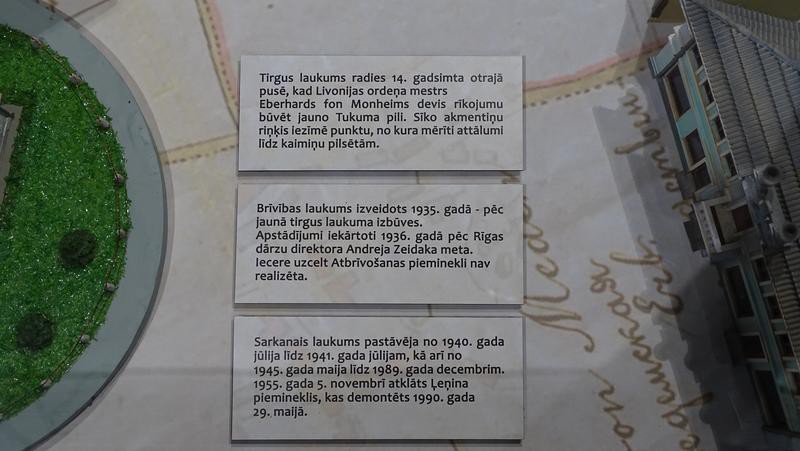 Tirgus laukums radies 14. gadsimta otrajā
pusē, kad Livonijas ordeņa mestrs
Eberhards fon Monheims devis rīkojumu
būvēt jauno Tukuma pili. Sīko akmentiņu
riņķis iezīmē punktu, no kura mērīti attālumi
līdz kaimiņu pilsētām.
Brīvības laukums izveidots 1935. gadā - pēc
jaunā tirgus laukuma izbūves.
Apstādījumi iekārtoti 1936. gadā pēc Rīgas
dārzu direktora Andreja Zeidaka meta.
Iecere uzcelt Atbrīvošanas pieminekli nav
realizēta.
Sarkanais laukums pastāvēja no 1940. gada
jūlija līdz 1941. gada jūlijam, kā arī no
1945. gada maija līdz 1989. gada decembrim.
1955. gada 5. novembrī atklāts Ļeņina
piemineklis, kas demontēts 1990. gada
29. maijā.